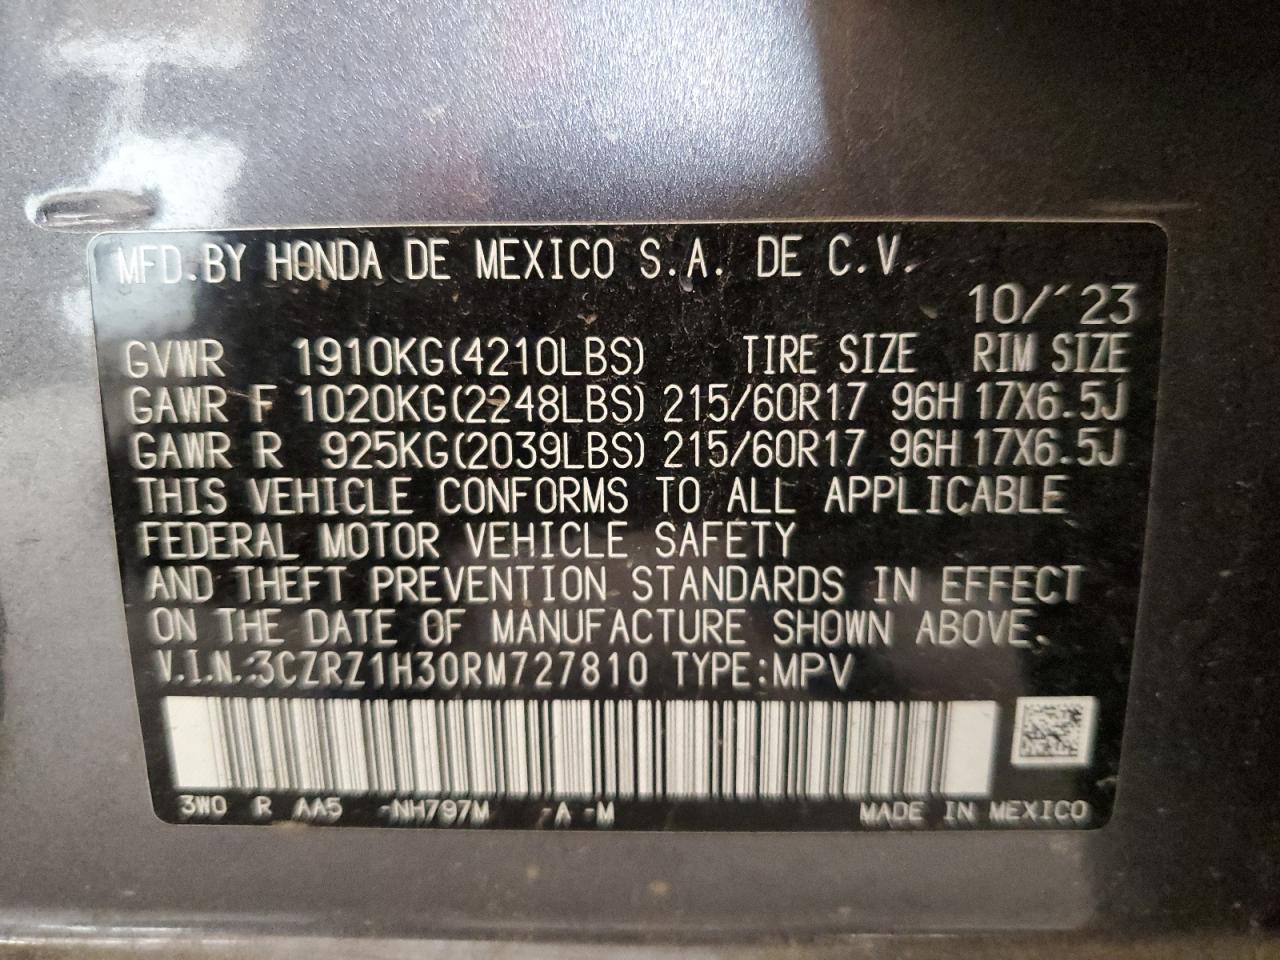 MFD.BY HONDA DE MEXICO S.A. DE C.V.
10/'23
GVWR 1910KG(4210LBS) TIRE SIZE RIM SIZE
GAWR F 1020KG(2248LBS) 215/60R17 96H 17X6.5J
GAWR R 925KG(2039LBS) 215/60R17 96H 17X6.5J
THIS VEHICLE CONFORMS TO ALL APPLICABLE
FEDERAL MOTOR VEHICLE SAFETY
AND THEFT PREVENTION STANDARDS IN EFFECT
ON THE DATE OF MANUFACTURE SHOWN ABOVE.
V.I.N.:3CZRZ1H30RM727810 TYPE:MPV
3W0 R AA5 -NH797M -A -M MADE IN MEXICO